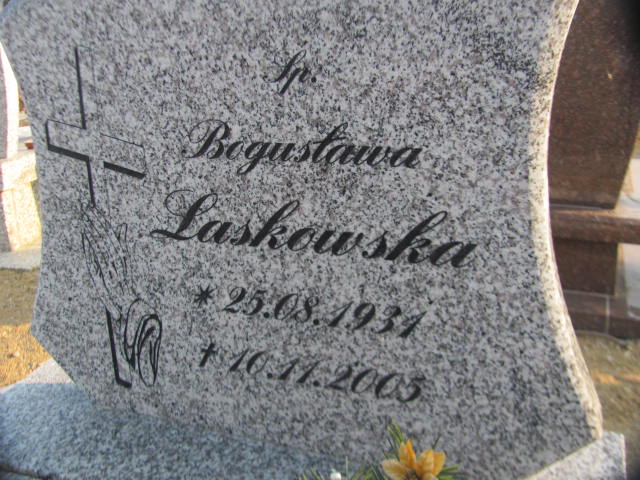 Śp.
Bogusława
Laskowska
* 25.08.1931
✝ 10.11.2005